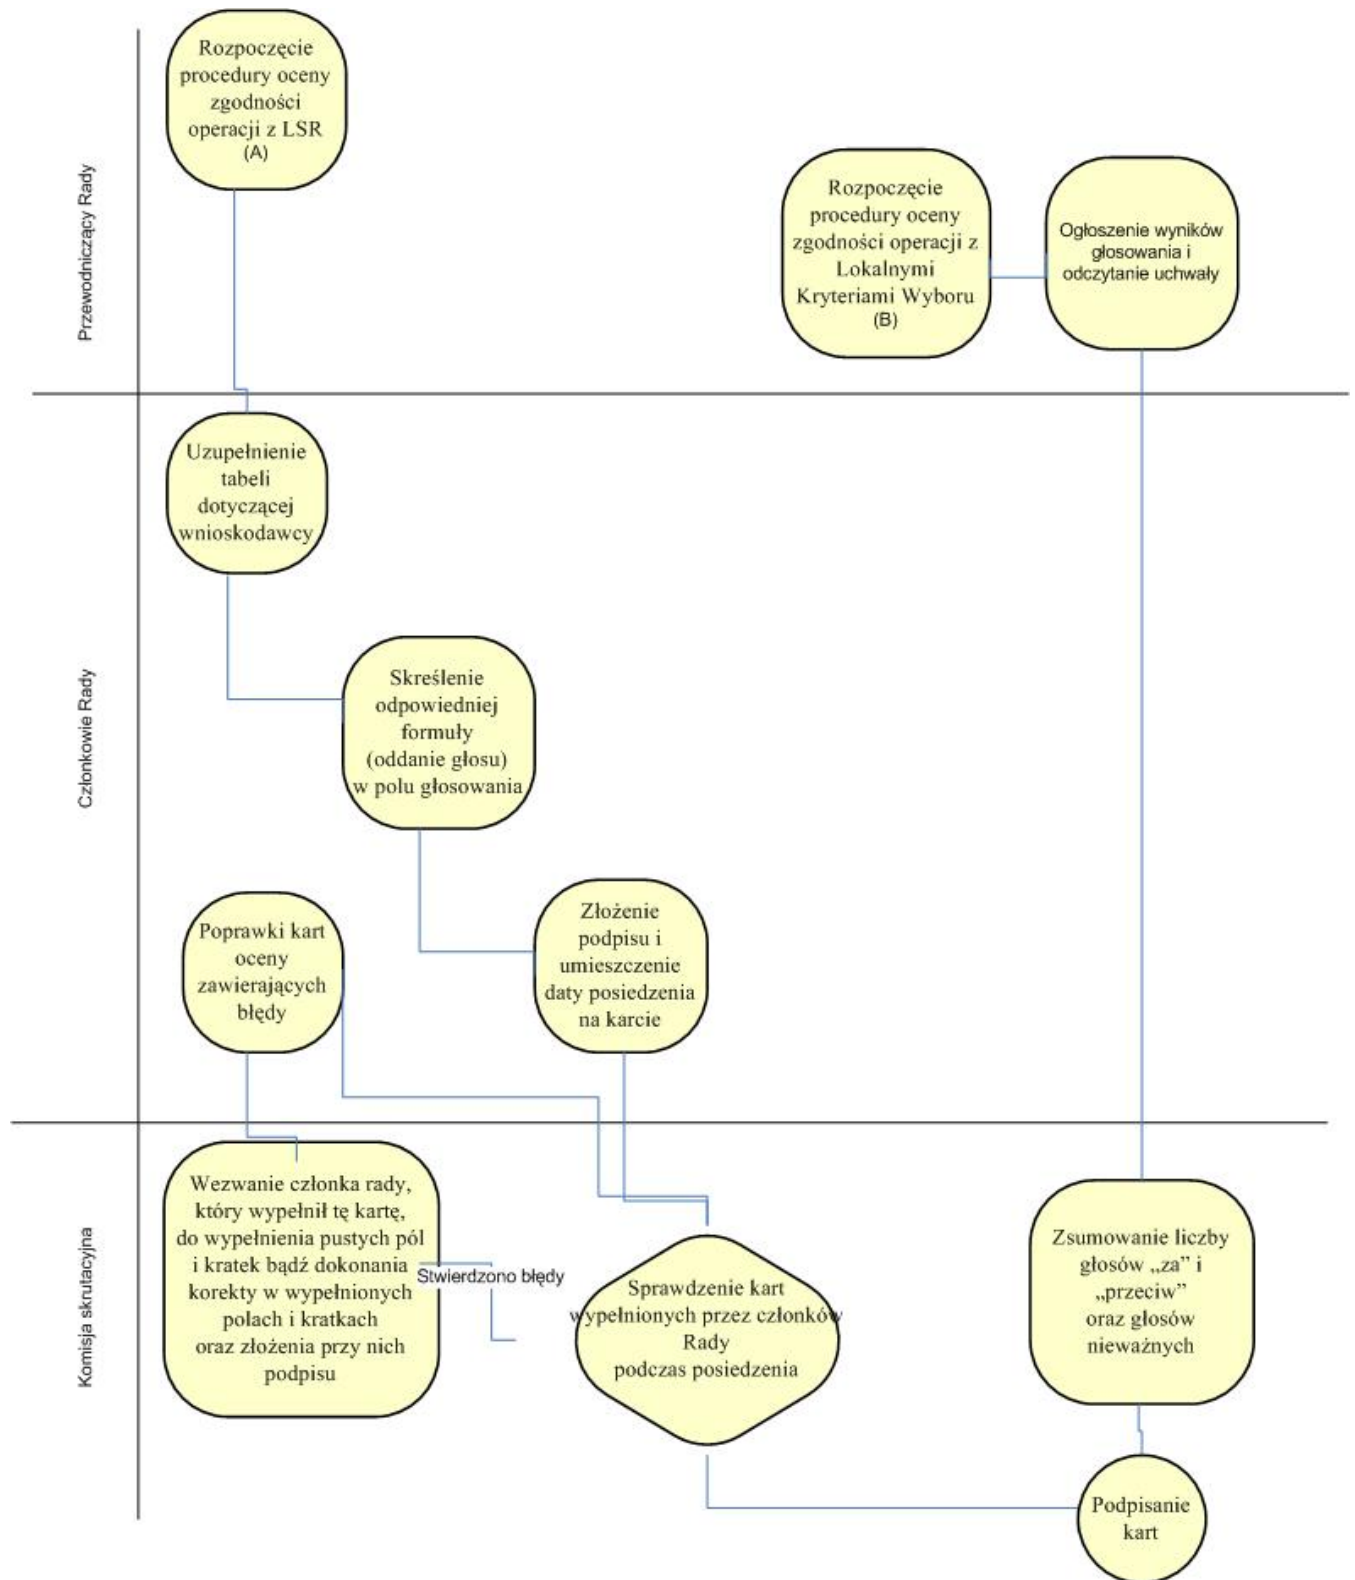 Przewodniczący Rady
Rozpoczęcie
procedury oceny
zgodności
operacji z LSR
(A)
Rozpoczęcie
procedury oceny
zgodności operacji z
Lokalnymi
Kryteriami Wyboru
(B)
Ogłoszenie wyników
głosowania i
odczytanie uchwały
Członkowie Rady
Uzupełnienie
tabeli
dotyczącej
wnioskodawcy
Skreślenie
odpowiedniej
formuły
(oddanie głosu)
w polu głosowania
Poprawki kart
oceny
zawierających
błędy
Złożenie
podpisu i
umieszczenie
daty posiedzenia
na karcie
Komisja skrutacyjna
Wezwanie członka rady,
który wypełnił tę kartę,
do wypełnienia pustych pól
i kratek bądź dokonania
korekty w wypełnionych
polach i kratkach
oraz złożenia przy nich
podpisu
Stwierdzono błędy
Sprawdzenie kart
wypełnionych przez członków
Rady
podczas posiedzenia
Zsumowanie liczby
głosów „za” i
„przeciw”
oraz głosów
nieważnych
Podpisanie
kart